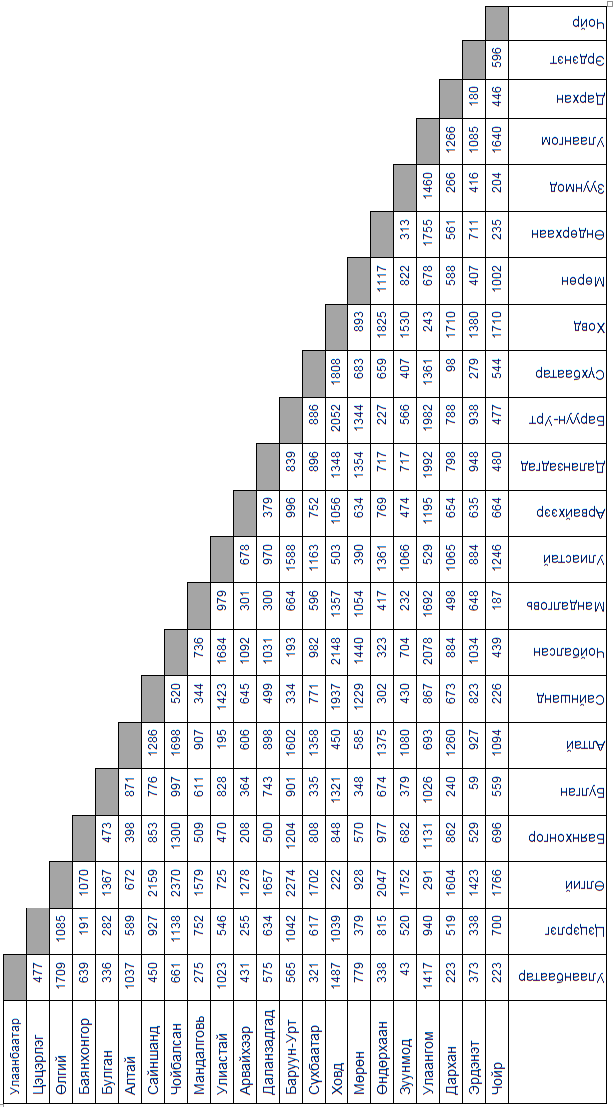 Улаанбаатар
Цэцэрлэг 477
Өлгий 1709 1085
Баянхонгор 639 191 1070
Булган 336 282 1367 473
Алтай 1037 589 672 398 871
Сайншанд 450 927 2159 853 776 1286
Чойбалсан 661 1138 2370 1300 997 1698 520
Мандалговь 275 752 1579 509 611 907 344 736
Улиастай 1023 546 725 470 828 195 1423 1684 979
Арвайхээр 431 255 1278 208 364 606 645 1092 301 678
Даланзадгад 575 634 1657 500 743 898 499 1031 300 970 379
Баруун-Урт 565 1042 2274 1204 901 1602 334 193 664 1588 996 839
Сүхбаатар 321 617 1702 808 335 1358 771 982 596 1163 752 896 886
Ховд 1487 1039 222 848 1321 450 1937 2148 1357 503 1056 1348 2052 1808
Мөрөн 779 379 928 570 348 585 1229 1440 1054 390 634 1354 1344 683 893
Өндөрхаан 338 815 2047 977 674 1375 302 323 417 1361 769 717 227 659 1825 1117
Зуунмод 43 520 1752 682 379 1080 430 704 232 1066 474 717 566 407 1530 822 313
Улаангом 1417 940 291 1131 1026 693 867 2078 1692 529 1195 1992 1982 1361 243 678 1755 1460
Дархан 223 519 1604 862 240 1260 673 884 498 1065 654 798 788 98 1710 588 561 266 1266
Эрдэнэт 373 338 1423 529 59 927 823 1034 648 884 635 948 938 279 1380 407 711 416 1085 180
Чойр 223 700 1766 696 559 1094 226 439 187 1246 664 480 477 544 1710 1002 235 204 1640 446 596
Улаанбаатар
Цэцэрлэг
Өлгий
Баянхонгор
Булган
Алтай
Сайншанд
Чойбалсан
Мандалговь
Улиастай
Арвайхээр
Даланзадгад
Баруун-Урт
Сүхбаатар
Ховд
Мөрөн
Өндөрхаан
Зуунмод
Улаангом
Дархан
Эрдэнэт
Чойр